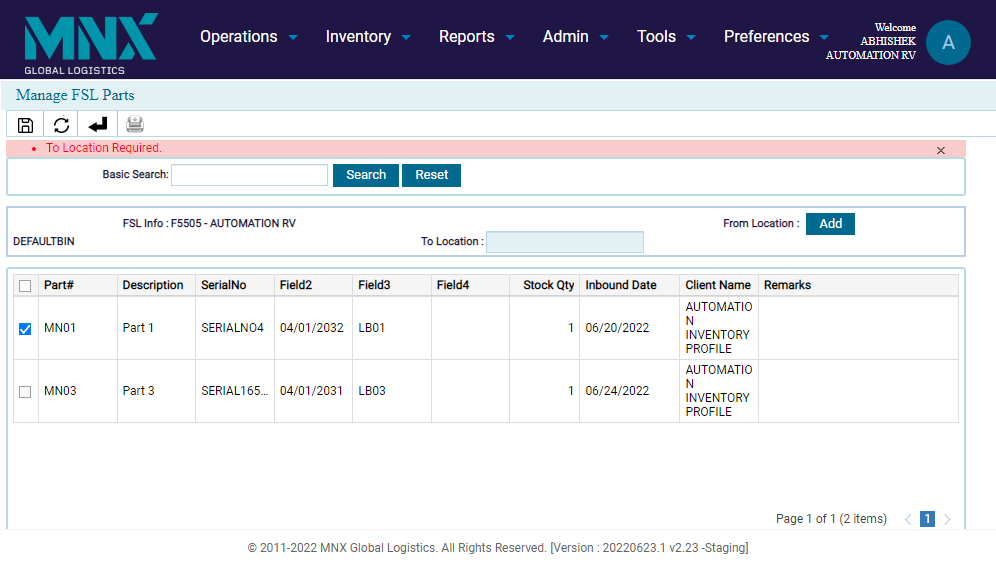 MNX
GLOBAL LOGISTICS
Operations Inventory Reports Admin Tools Preferences
Welcome
ABHISHEK
AUTOMATION RV
A
Manage FSL Parts
To Location Required.
Basic Search: Search Reset
FSL Info : F5505 - AUTOMATION RV From Location : Add
DEFAULTBIN To Location :
Part# Description SerialNo Field2 Field3 Field4 Stock Qty Inbound Date Client Name Remarks
MN01 Part 1 SERIALNO4 04/01/2032 LB01 1 06/20/2022 AUTOMATIO
N
INVENTORY
PROFILE
MN03 Part 3 SERIAL165... 04/01/2031 LB03 1 06/24/2022 AUTOMATIO
N
INVENTORY
PROFILE
Page 1 of 1 (2 items) 1
© 2011-2022 MNX Global Logistics. All Rights Reserved. [Version : 20220623.1 v2.23 -Staging]